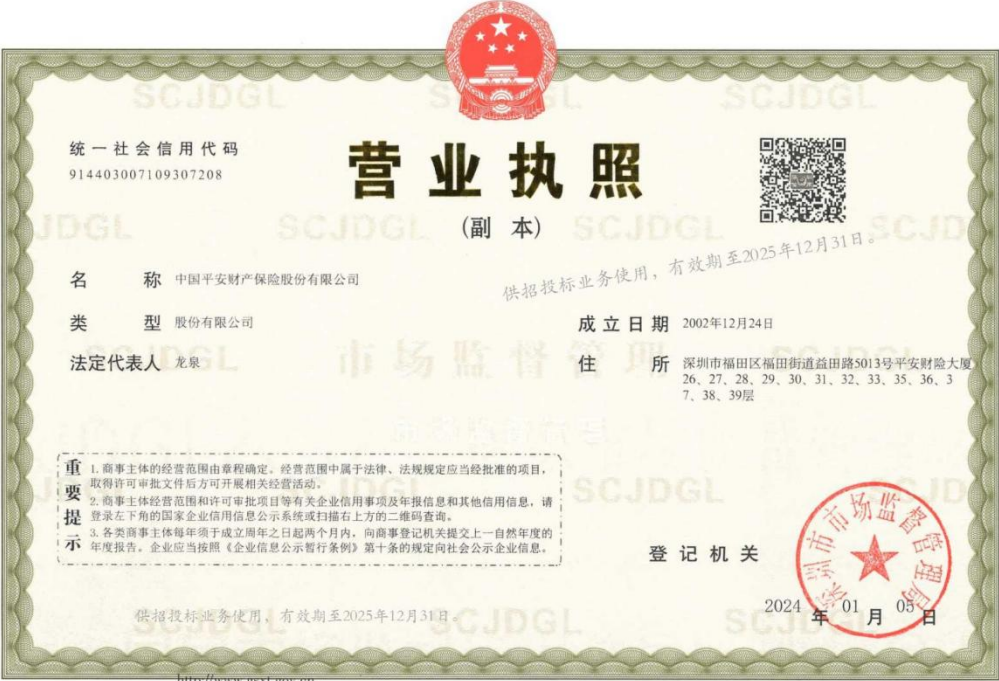 SCJDGL
SCJDGL
统一社会信用代码
914403007109307208
营业执照
(副 本)
SCJDGL SCJDGL SCJDGL
供招投标业务使用，有效期至2025年12月31日。
名 称 中国平安财产保险股份有限公司
类 型 股份有限公司
成立日期 2002年12月24日
法定代表人 龙泉
市场监督管理
住 所 深圳市福田区福田街道益田路5013号平安财险大厦
26、27、28、29、30、31、32、33、35、36、3
7、38、39层
重要提示
1. 商事主体的经营范围由章程确定。经营范围中属于法律、法规规定应当经批准的项目，
取得许可审批文件后方可开展相关经营活动。
2. 商事主体经营范围和许可审批项目等有关企业信用事项及年报信息和其他信用信息，请
登录左下角的国家企业信用信息公示系统或扫描右上方的二维码查询。
3. 各类商事主体每年须于成立周年之日起两个月内，向商事登记机关提交上一自然年度的
年度报告。企业应当按照《企业信息公示暂行条例》第十条的规定向社会公示企业信息。
SCJDGL
登记机关
深圳市市场监督管理局
2024 年 01 月 05 日
供招投标业务使用，有效期至2025年12月31日。
SCJDGL